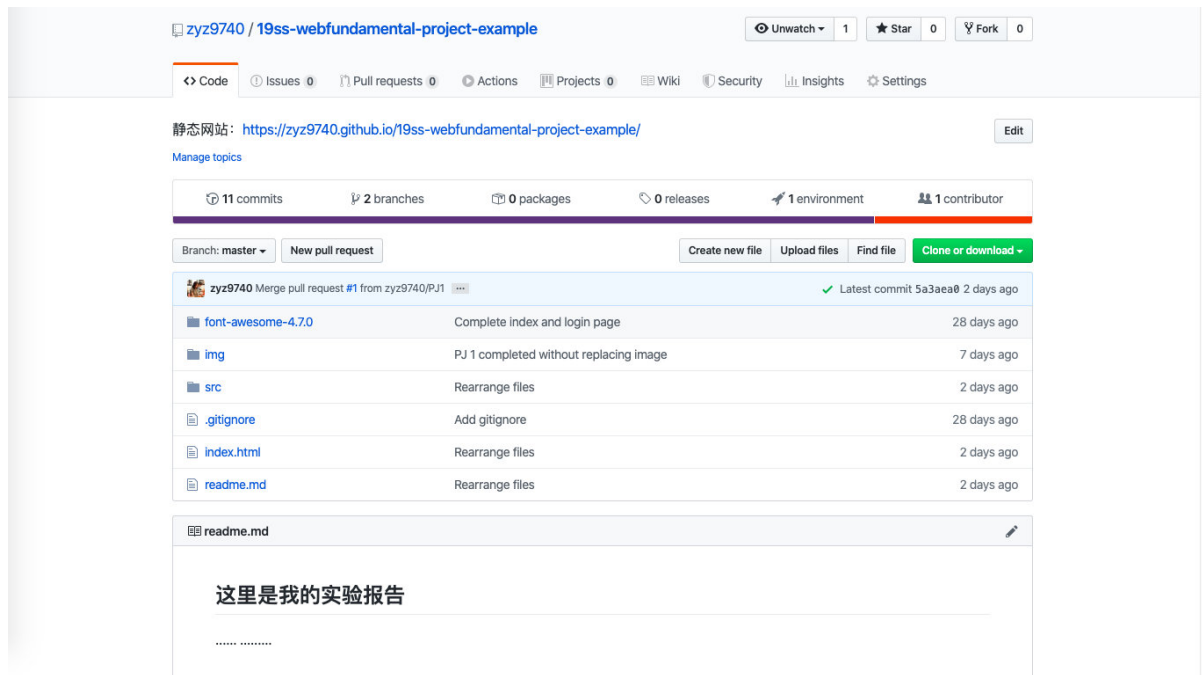 zyz9740 / 19ss-webfundamental-project-example
Unwatch 1 Star 0 Fork 0
Code Issues 0 Pull requests 0 Actions Projects 0 Wiki Security Insights Settings
静态网站：https://zyz9740.github.io/19ss-webfundamental-project-example/ Edit
Manage topics
11 commits 2 branches 0 packages 0 releases 1 environment 1 contributor
Branch: master New pull request Create new file Upload files Find file Clone or download
zyz9740 Merge pull request #1 from zyz9740/PJ1 ... Latest commit 5a3aea0 2 days ago
font-awesome-4.7.0 Complete index and login page 28 days ago
img PJ 1 completed without replacing image 7 days ago
src Rearrange files 2 days ago
.gitignore Add gitignore 28 days ago
index.html Rearrange files 2 days ago
readme.md Rearrange files 2 days ago
readme.md
这里是我的实验报告
...... .........